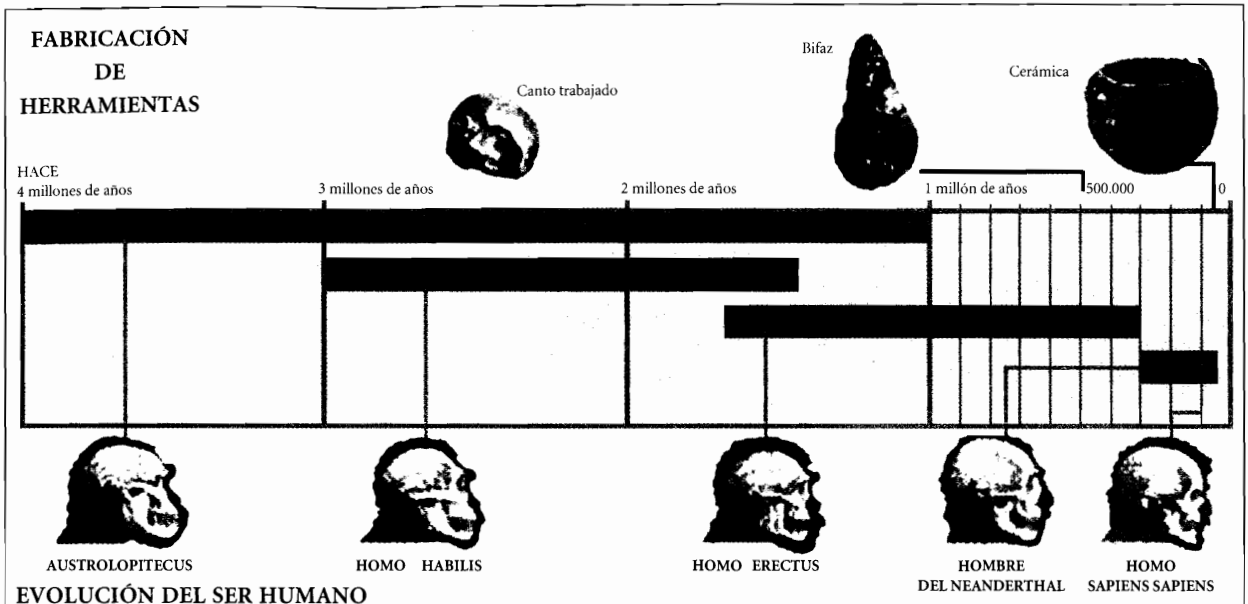 FABRICACIÓN
DE
HERRAMIENTAS
Canto trabajado
Bifaz
Cerámica
HACE
4 millones de años
3 millones de años
2 millones de años
1 millón de años
500.000
0
AUSTROLOPITECUS
HOMO HABILIS
HOMO ERECTUS
HOMBRE
DEL NEANDERTHAL
HOMO
SAPIENS SAPIENS
EVOLUCIÓN DEL SER HUMANO